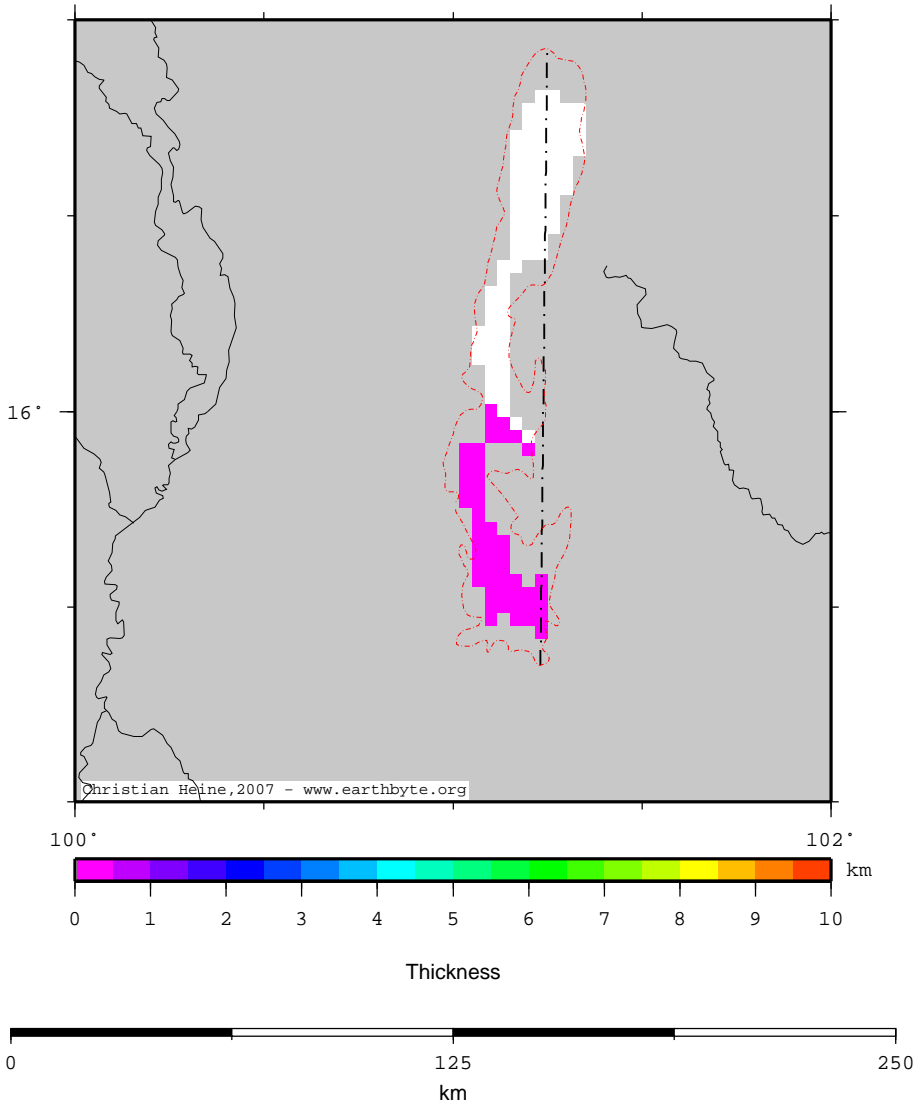 16°
Christian Heine,2007 - www.earthbyte.org
100° 102°
km
0 1 2 3 4 5 6 7 8 9 10
Thickness
0 125 250
km